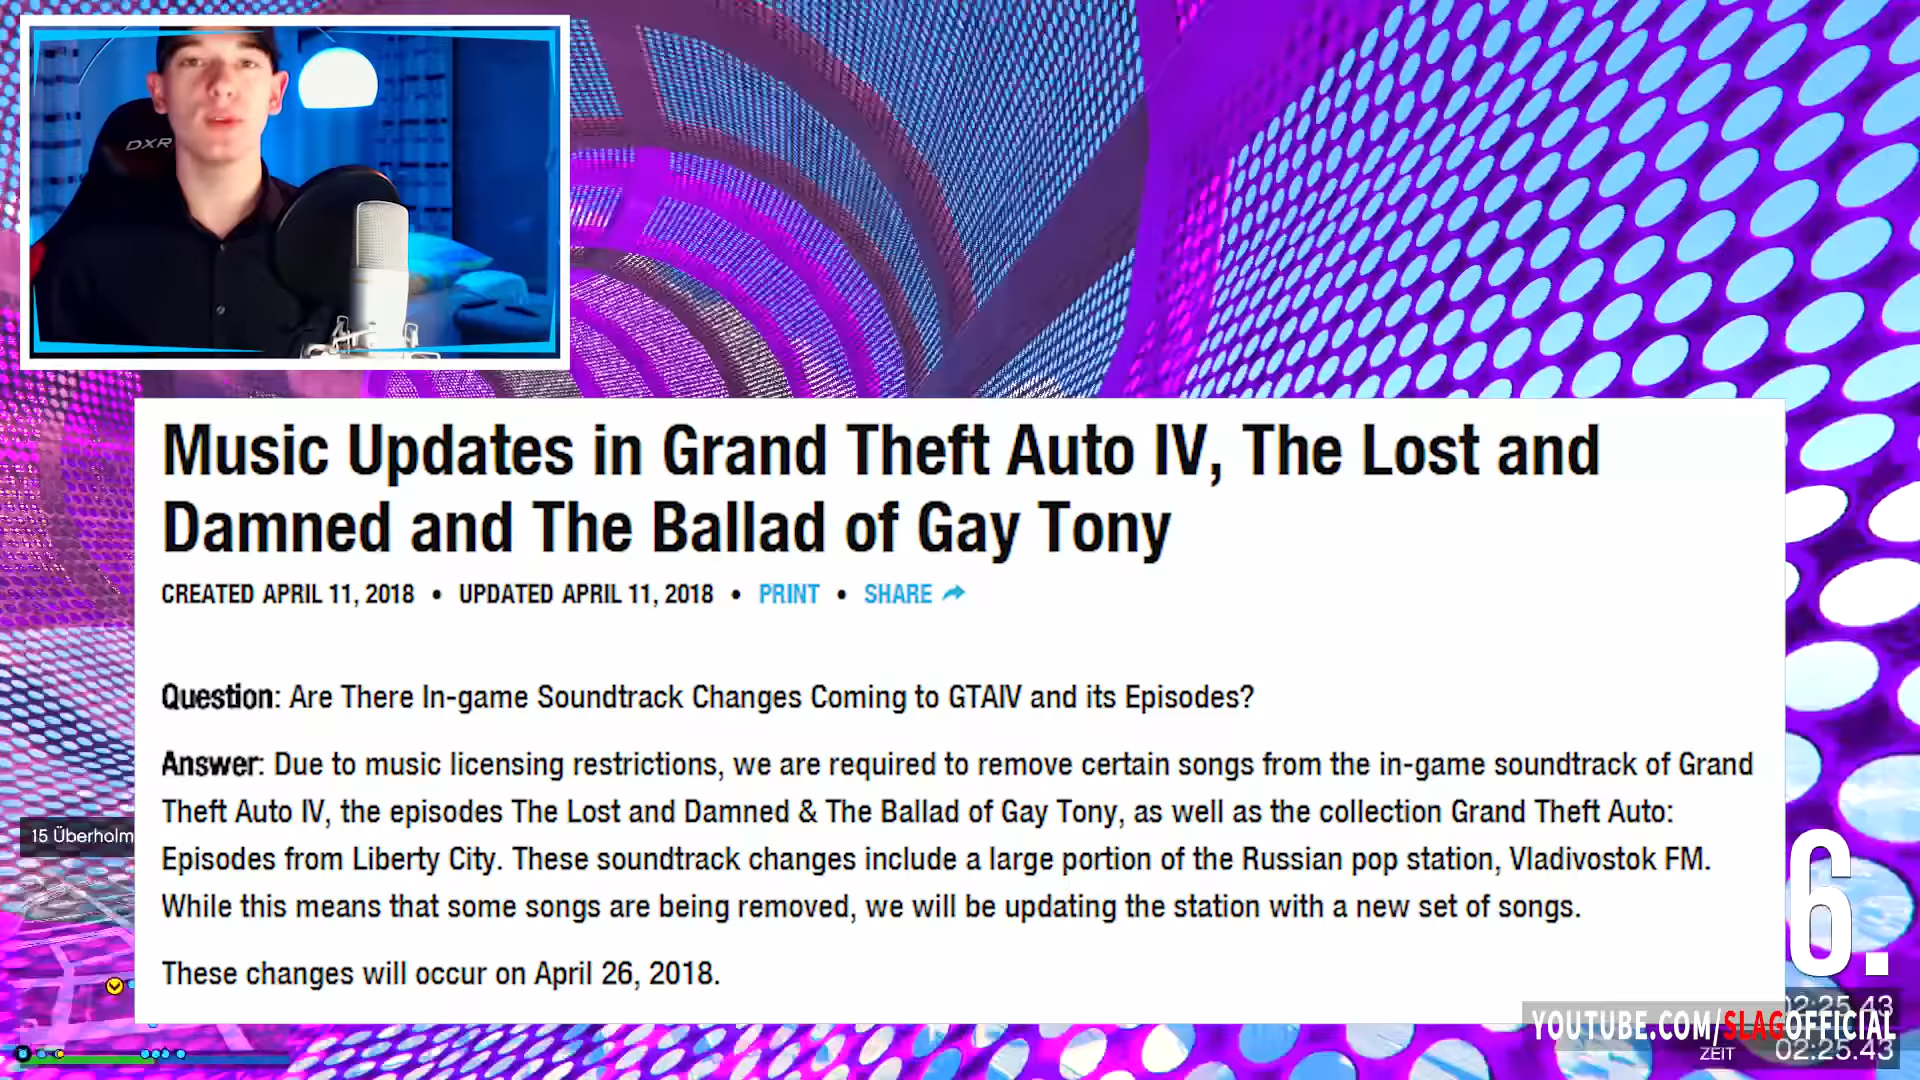 DXR
Music Updates in Grand Theft Auto IV, The Lost and
Damned and The Ballad of Gay Tony
CREATED APRIL 11, 2018 • UPDATED APRIL 11, 2018 • PRINT • SHARE
Question: Are There In-game Soundtrack Changes Coming to GTAIV and its Episodes?
Answer: Due to music licensing restrictions, we are required to remove certain songs from the in-game soundtrack of Grand
Theft Auto IV, the episodes The Lost and Damned & The Ballad of Gay Tony, as well as the collection Grand Theft Auto:
Episodes from Liberty City. These soundtrack changes include a large portion of the Russian pop station, Vladivostok FM.
While this means that some songs are being removed, we will be updating the station with a new set of songs.
These changes will occur on April 26, 2018.
15 Überholm
6.
02:25.43
YOUTUBE.COM/SLAGOFFICIAL
ZEIT 02:25.43